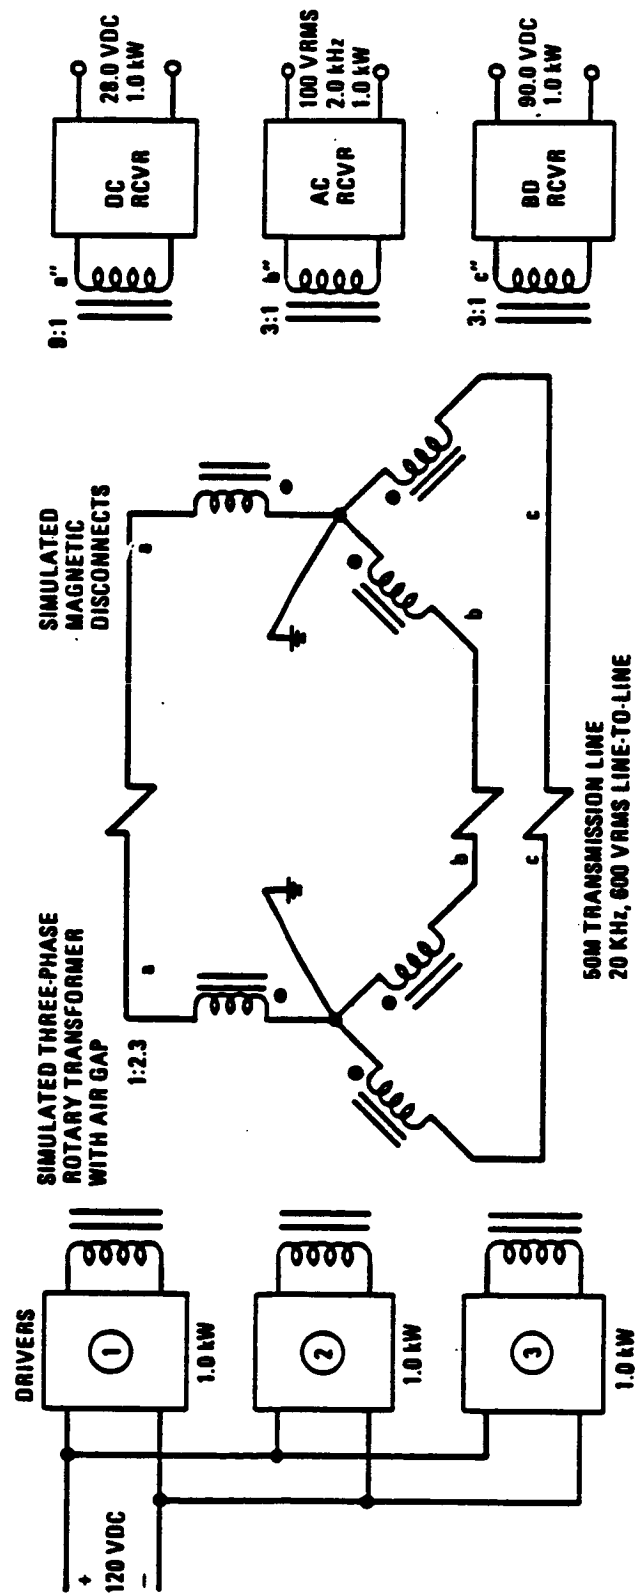 DRIVERS
+
120 VDC
–
1
1.0 kW
2
1.0 kW
3
1.0 kW
SIMULATED THREE-PHASE
ROTARY TRANSFORMER
WITH AIR GAP
1:2.3
a
b
c
SIMULATED
MAGNETIC
DISCONNECTS
a
b
c
50M TRANSMISSION LINE
20 KHz, 600 VRMS LINE-TO-LINE
9:1
a"
DC
RCVR
28.0 VDC
1.0 kW
3:1
b"
AC
RCVR
100 VRMS
2.0 kHz
1.0 kW
3:1
c"
BD
RCVR
90.0 VDC
1.0 kW